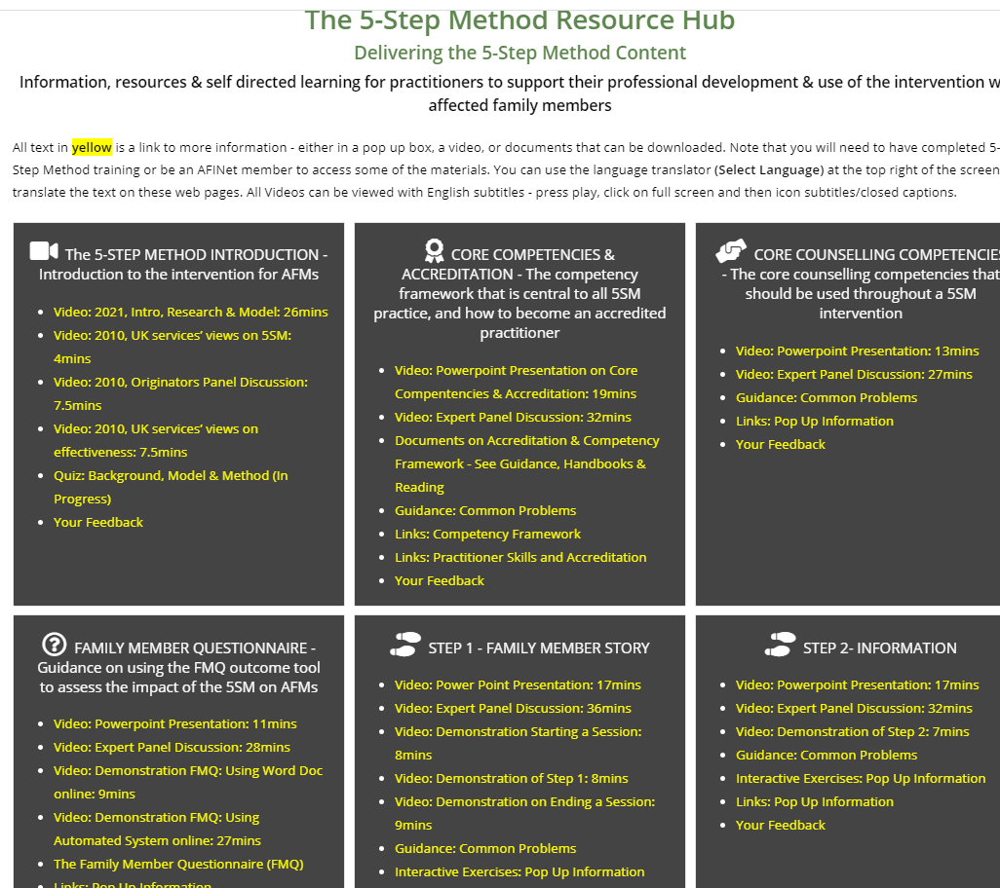 The 5-Step Method Resource Hub
Delivering the 5-Step Method Content
Information, resources & self directed learning for practitioners to support their professional development & use of the intervention w
affected family members
All text in yellow is a link to more information - either in a pop up box, a video, or documents that can be downloaded. Note that you will need to have completed 5-
Step Method training or be an AFINet member to access some of the materials. You can use the language translator (Select Language) at the top right of the screen
translate the text on these web pages. All Videos can be viewed with English subtitles - press play, click on full screen and then icon subtitles/closed captions.
The 5-STEP METHOD INTRODUCTION -
Introduction to the intervention for AFMs
Video: 2021, Intro, Research & Model: 26mins
Video: 2010, UK services' views on 5SM:
4mins
Video: 2010, Originators Panel Discussion:
7.5mins
Video: 2010, UK services' views on
effectiveness: 7.5mins
Quiz: Background, Model & Method (In
Progress)
Your Feedback
CORE COMPETENCIES &
ACCREDITATION - The competency
framework that is central to all 5SM
practice, and how to become an accredited
practitioner
Video: Powerpoint Presentation on Core
Compentencies & Accreditation: 19mins
Video: Expert Panel Discussion: 32mins
Documents on Accreditation & Competency
Framework - See Guidance, Handbooks &
Reading
Guidance: Common Problems
Links: Competency Framework
Links: Practitioner Skills and Accreditation
Your Feedback
CORE COUNSELLING COMPETENCIES
- The core counselling competencies that
should be used throughout a 5SM
intervention
Video: Powerpoint Presentation: 13mins
Video: Expert Panel Discussion: 27mins
Guidance: Common Problems
Links: Pop Up Information
Your Feedback
FAMILY MEMBER QUESTIONNAIRE -
Guidance on using the FMQ outcome tool
to assess the impact of the 5SM on AFMs
Video: Powerpoint Presentation: 11mins
Video: Expert Panel Discussion: 28mins
Video: Demonstration FMQ: Using Word Doc
online: 9mins
Video: Demonstration FMQ: Using
Automated System online: 27mins
The Family Member Questionnaire (FMQ)
Links: Pop Up Information
STEP 1 - FAMILY MEMBER STORY
Video: Power Point Presentation: 17mins
Video: Expert Panel Discussion: 36mins
Video: Demonstration Starting a Session:
8mins
Video: Demonstration of Step 1: 8mins
Video: Demonstration on Ending a Session:
9mins
Guidance: Common Problems
Interactive Exercises: Pop Up Information
STEP 2- INFORMATION
Video: Powerpoint Presentation: 17mins
Video: Expert Panel Discussion: 32mins
Video: Demonstration of Step 2: 7mins
Guidance: Common Problems
Interactive Exercises: Pop Up Information
Links: Pop Up Information
Your Feedback